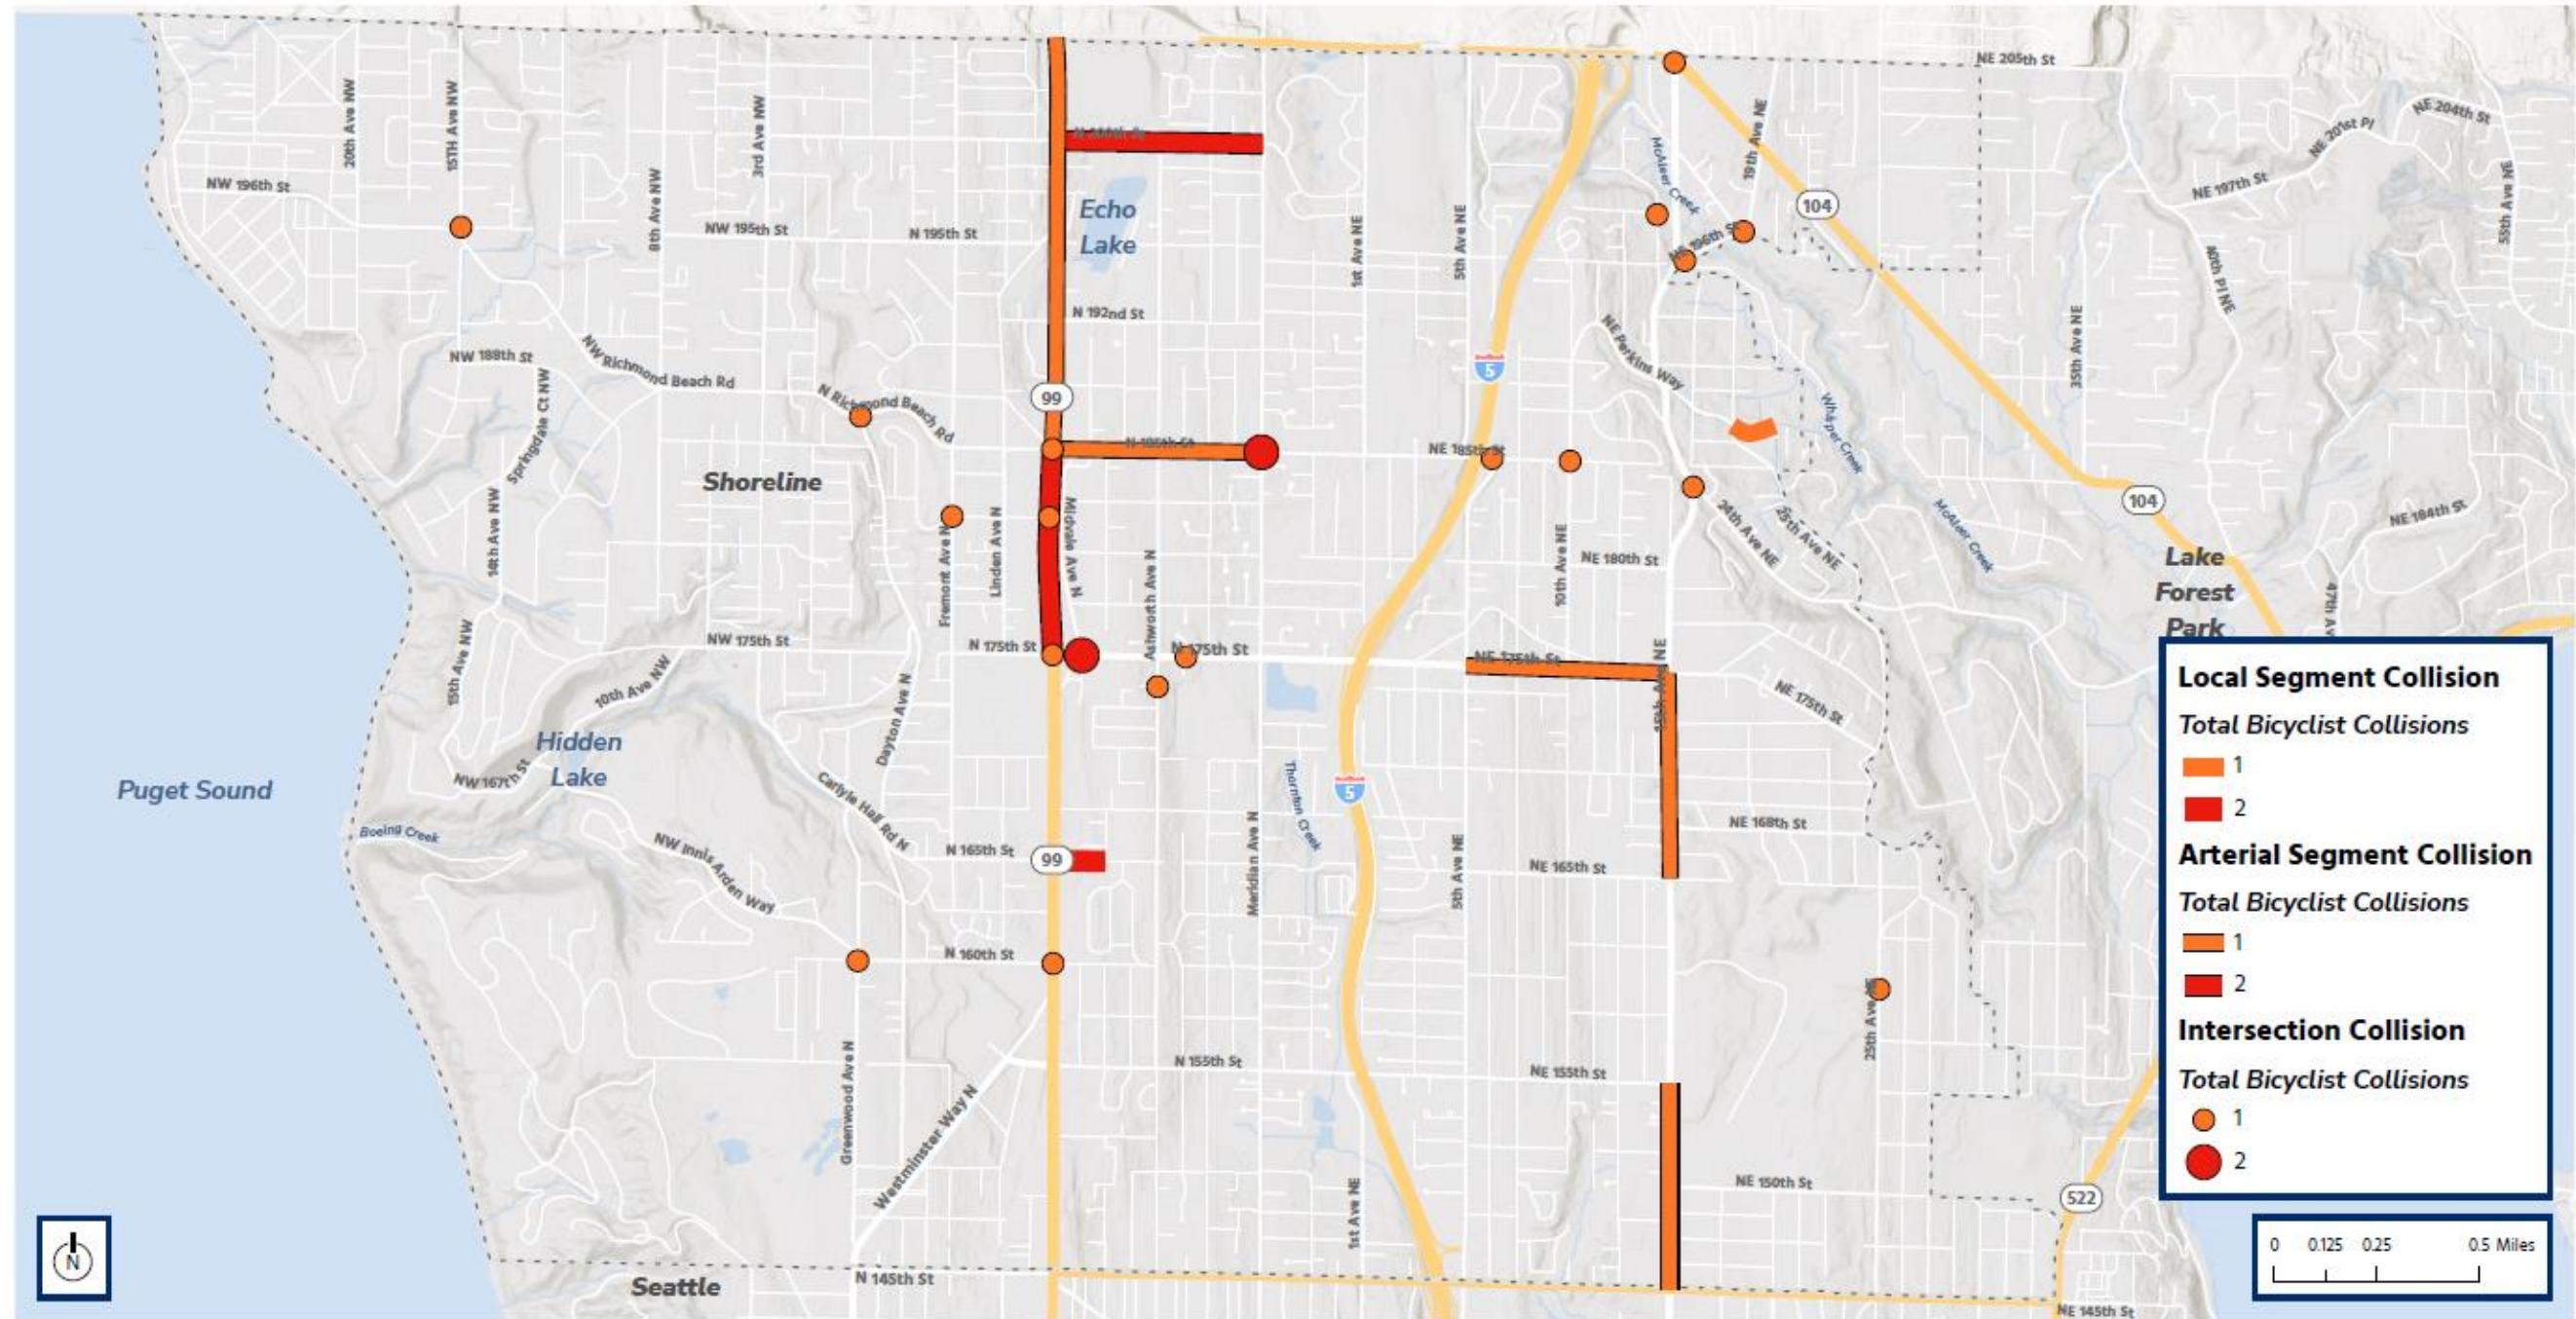 NE 205th St
20th Ave NW
15TH Ave NW
3rd Ave NW
8th Ave NW
NW 196th St
NW 195th St
N 195th St
Echo
Lake
N 192nd St
1st Ave NE
5th Ave NE
McAleer Creek
19th Ave NE
104
NE 196th St
NE 204th St
NE 201st Pl
NE 197th St
55th Ave NE
40th Pl NE
35th Ave NE
NW 188th St
NW Richmond Beach Rd
N Richmond Beach Rd
Springdale Ct NW
99
5
NE Perkins Way
Whisper Creek
N 185th St
NE 185th St
Shoreline
14th Ave NW
Fremont Ave N
Linden Ave N
Midvale Ave N
Ashworth Ave N
10th Ave NE
NE 180th St
24th Ave NE
25th Ave NE
McAleer Creek
104
NE 184th St
Lake
Forest
Park
15th Ave NW
NW 175th St
10th Ave NW
Dayton Ave N
N 175th St
N 175th St
NE 175th St
15th Ave NE
NE 175th St
Puget Sound
Hidden
Lake
NW 167th St
Boeing Creek
NW Innis Arden Way
Carlyle Hall Rd N
N 165th St
99
Meridian Ave N
Thornton Creek
5
5th Ave NE
NE 165th St
NE 168th St
N 160th St
25th Ave NE
Greenwood Ave N
Westminster Way N
N 155th St
NE 155th St
1st Ave NE
NE 150th St
522
Seattle
N 145th St
NE 145th St
N
Local Segment Collision
Total Bicyclist Collisions
1
2
Arterial Segment Collision
Total Bicyclist Collisions
1
2
Intersection Collision
Total Bicyclist Collisions
1
2
0 0.125 0.25 0.5 Miles